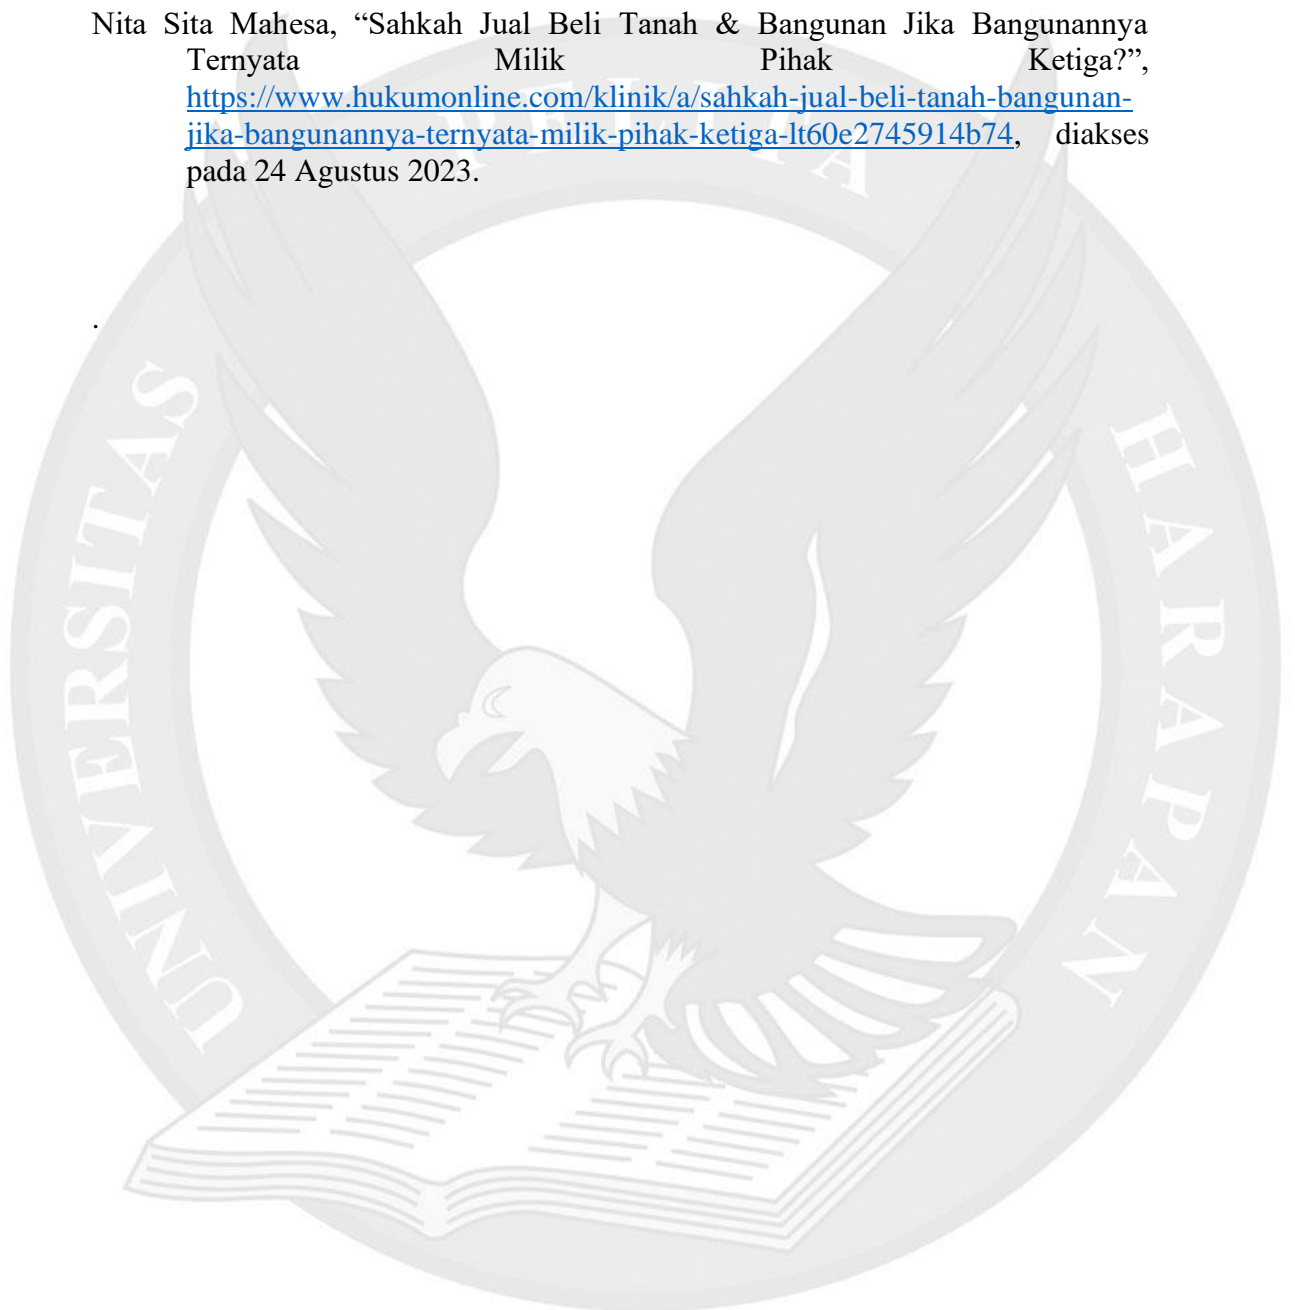 Nita Sita Mahesa, “Sahkah Jual Beli Tanah & Bangunan Jika Bangunannya
Ternyata Milik Pihak Ketiga?”,
https://www.hukumonline.com/klinik/a/sahkah-jual-beli-tanah-bangunan-
jika-bangunannya-ternyata-milik-pihak-ketiga-lt60e2745914b74, diakses
pada 24 Agustus 2023.
.
UNIVERSITAS PELITA HARAPAN